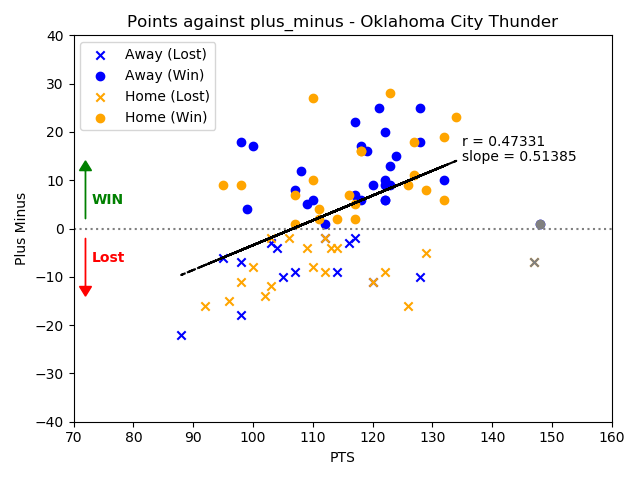 Points against plus_minus - Oklahoma City Thunder
Away (Lost)
Away (Win)
Home (Lost)
Home (Win)
r = 0.47331
slope = 0.51385
WIN
Lost
Plus Minus
40
30
20
10
0
−10
−20
−30
−40
70 80 90 100 110 120 130 140 150 160
PTS